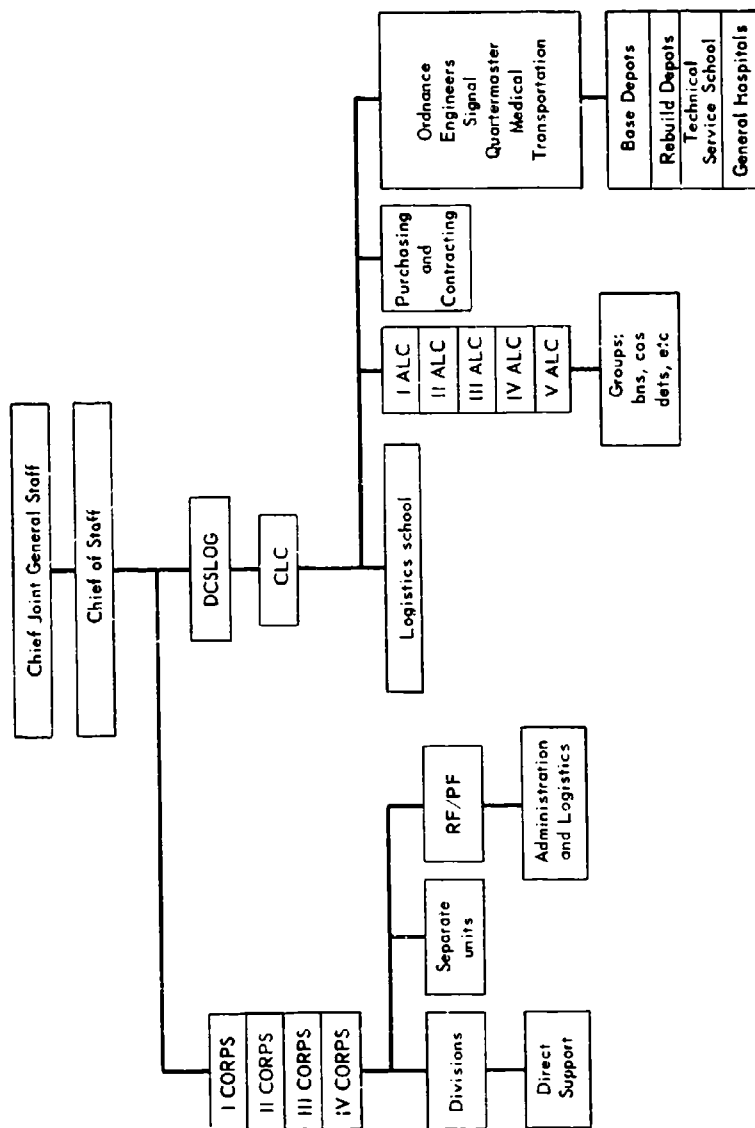 Chief Joint General Staff
Chief of Staff
DCSLOG
CLC
I CORPS
II CORPS
III CORPS
IV CORPS
Divisions
Direct
Support
Separate
units
RF/PF
Administration
and Logistics
Logistics school
I ALC
II ALC
III ALC
IV ALC
V ALC
Groups;
bns, cos
dets, etc
Purchasing
and
Contracting
Ordnance
Engineers
Signal
Quartermaster
Medical
Transportation
Base Depots
Rebuild Depots
Technical
Service School
General Hospitals